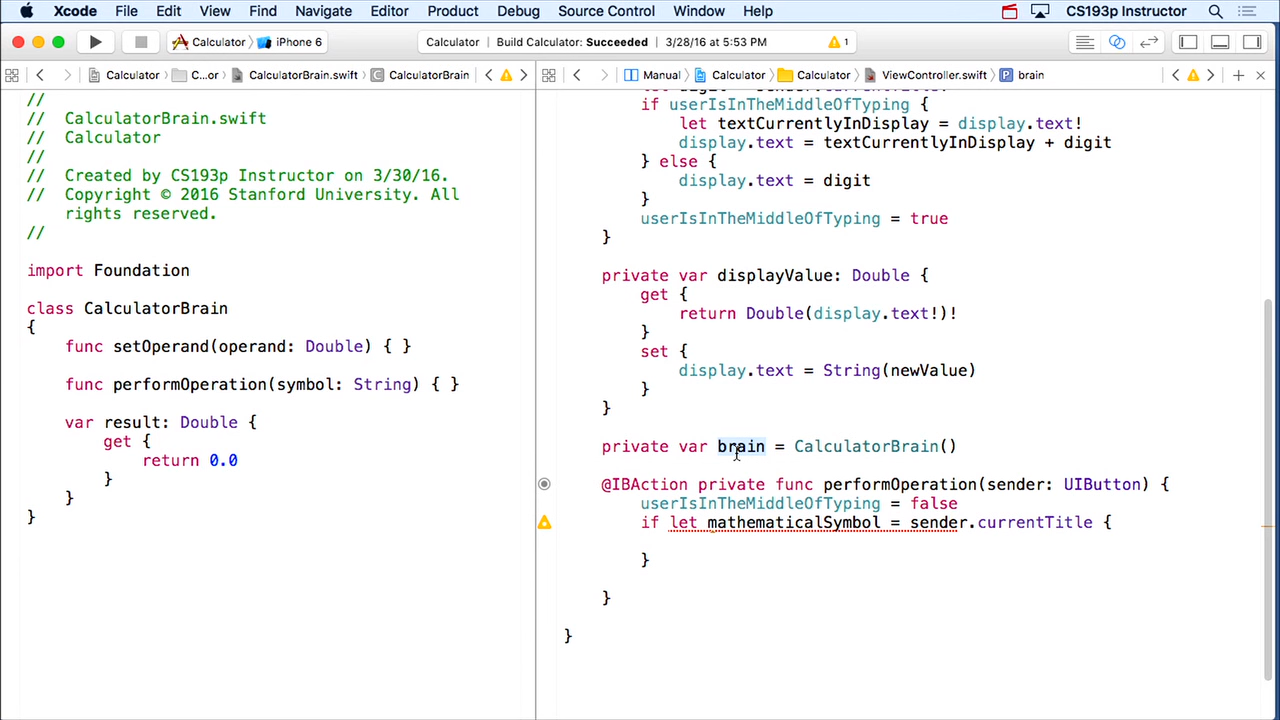 Xcode File Edit View Find Navigate Editor Product Debug Source Control Window Help CS193p Instructor
Calculator iPhone 6 Calculator Build Calculator: Succeeded 3/28/16 at 5:53 PM 1
Calculator C...or CalculatorBrain.swift C CalculatorBrain
Manual Calculator Calculator ViewController.swift P brain
//
// CalculatorBrain.swift
// Calculator
//
// Created by CS193p Instructor on 3/30/16.
// Copyright © 2016 Stanford University. All
rights reserved.
//
import Foundation
class CalculatorBrain
{
func setOperand(operand: Double) { }
func performOperation(symbol: String) { }
var result: Double {
get {
return 0.0
}
}
}
if userIsInTheMiddleOfTyping {
let textCurrentlyInDisplay = display.text!
display.text = textCurrentlyInDisplay + digit
} else {
display.text = digit
}
userIsInTheMiddleOfTyping = true
}
private var displayValue: Double {
get {
return Double(display.text!)!
}
set {
display.text = String(newValue)
}
}
private var brain = CalculatorBrain()
@IBAction private func performOperation(sender: UIButton) {
userIsInTheMiddleOfTyping = false
if let mathematicalSymbol = sender.currentTitle {
}
}
}